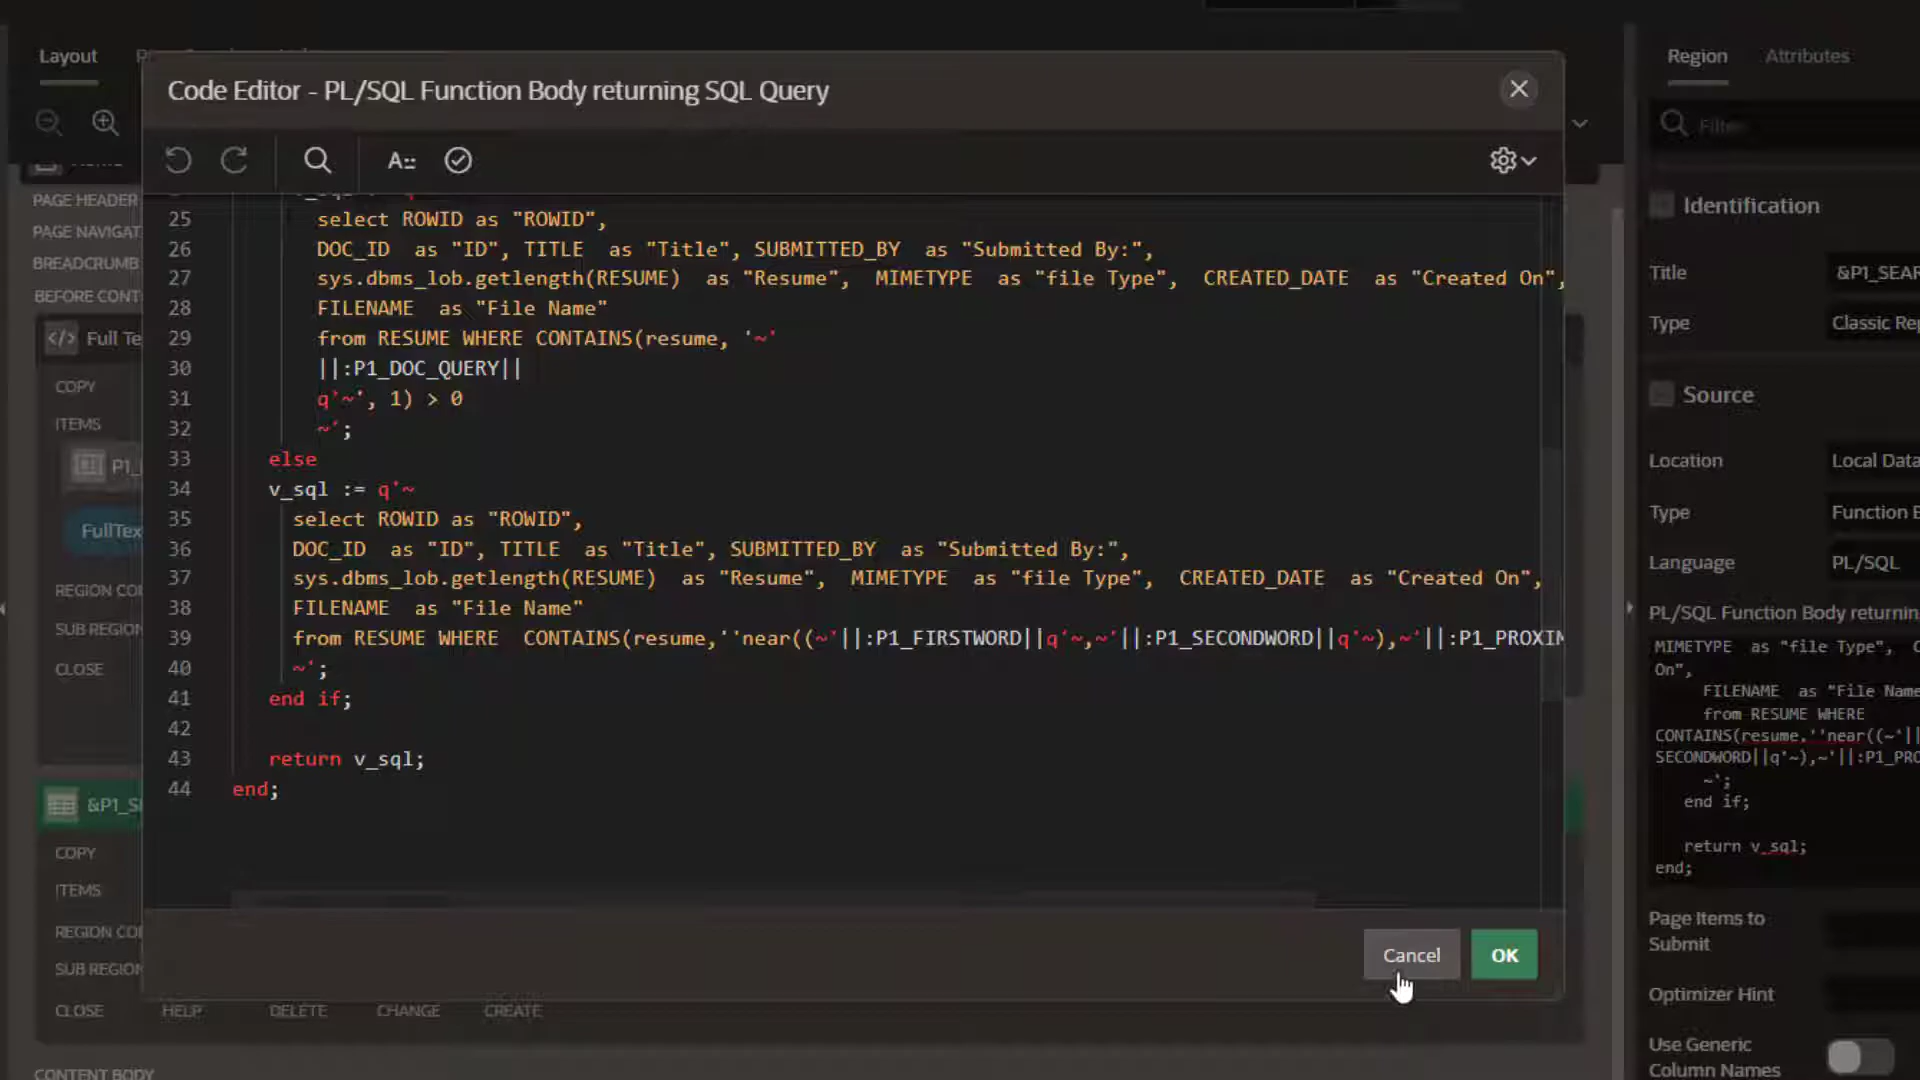 Layout
Region
Attributes
Code Editor - PL/SQL Function Body returning SQL Query
Filter
A::
25 select ROWID as "ROWID",
26 DOC_ID as "ID", TITLE as "Title", SUBMITTED_BY as "Submitted By:",
27 sys.dbms_lob.getlength(RESUME) as "Resume", MIMETYPE as "file Type", CREATED_DATE as "Created On",
28 FILENAME as "File Name"
29 from RESUME WHERE CONTAINS(resume, '~'
30 ||:P1_DOC_QUERY||
31 q'~', 1) > 0
32 ~';
33 else
34 v_sql := q'~
35 select ROWID as "ROWID",
36 DOC_ID as "ID", TITLE as "Title", SUBMITTED_BY as "Submitted By:",
37 sys.dbms_lob.getlength(RESUME) as "Resume", MIMETYPE as "file Type", CREATED_DATE as "Created On",
38 FILENAME as "File Name"
39 from RESUME WHERE CONTAINS(resume,''near((~'||:P1_FIRSTWORD||q'~,~'||:P1_SECONDWORD||q'~),~'||:P1_PROXIM
40 ~';
41 end if;
42
43 return v_sql;
44 end;
Cancel
OK
PAGE HEADER
PAGE NAVIGAT
BREADCRUMB
BEFORE CONT
</> Full Te
COPY
ITEMS
P1_
FullTex
REGION CO
SUB REGION
CLOSE
&P1_S
COPY
ITEMS
REGION CO
SUB REGION
CLOSE
HELP
DELETE
CHANGE
CREATE
CONTENT BODY
Identification
Title
&P1_SEAR
Type
Classic Rep
Source
Location
Local Data
Type
Function B
Language
PL/SQL
PL/SQL Function Body returnin
MIMETYPE as "file Type", C
On",
FILENAME as "File Name
from RESUME WHERE
CONTAINS(resume,''near((~'||
SECONDWORD||q'~),~'||:P1_PRO
~';
end if;
return v_sql;
end;
Page Items to
Submit
Optimizer Hint
Use Generic
Column Names